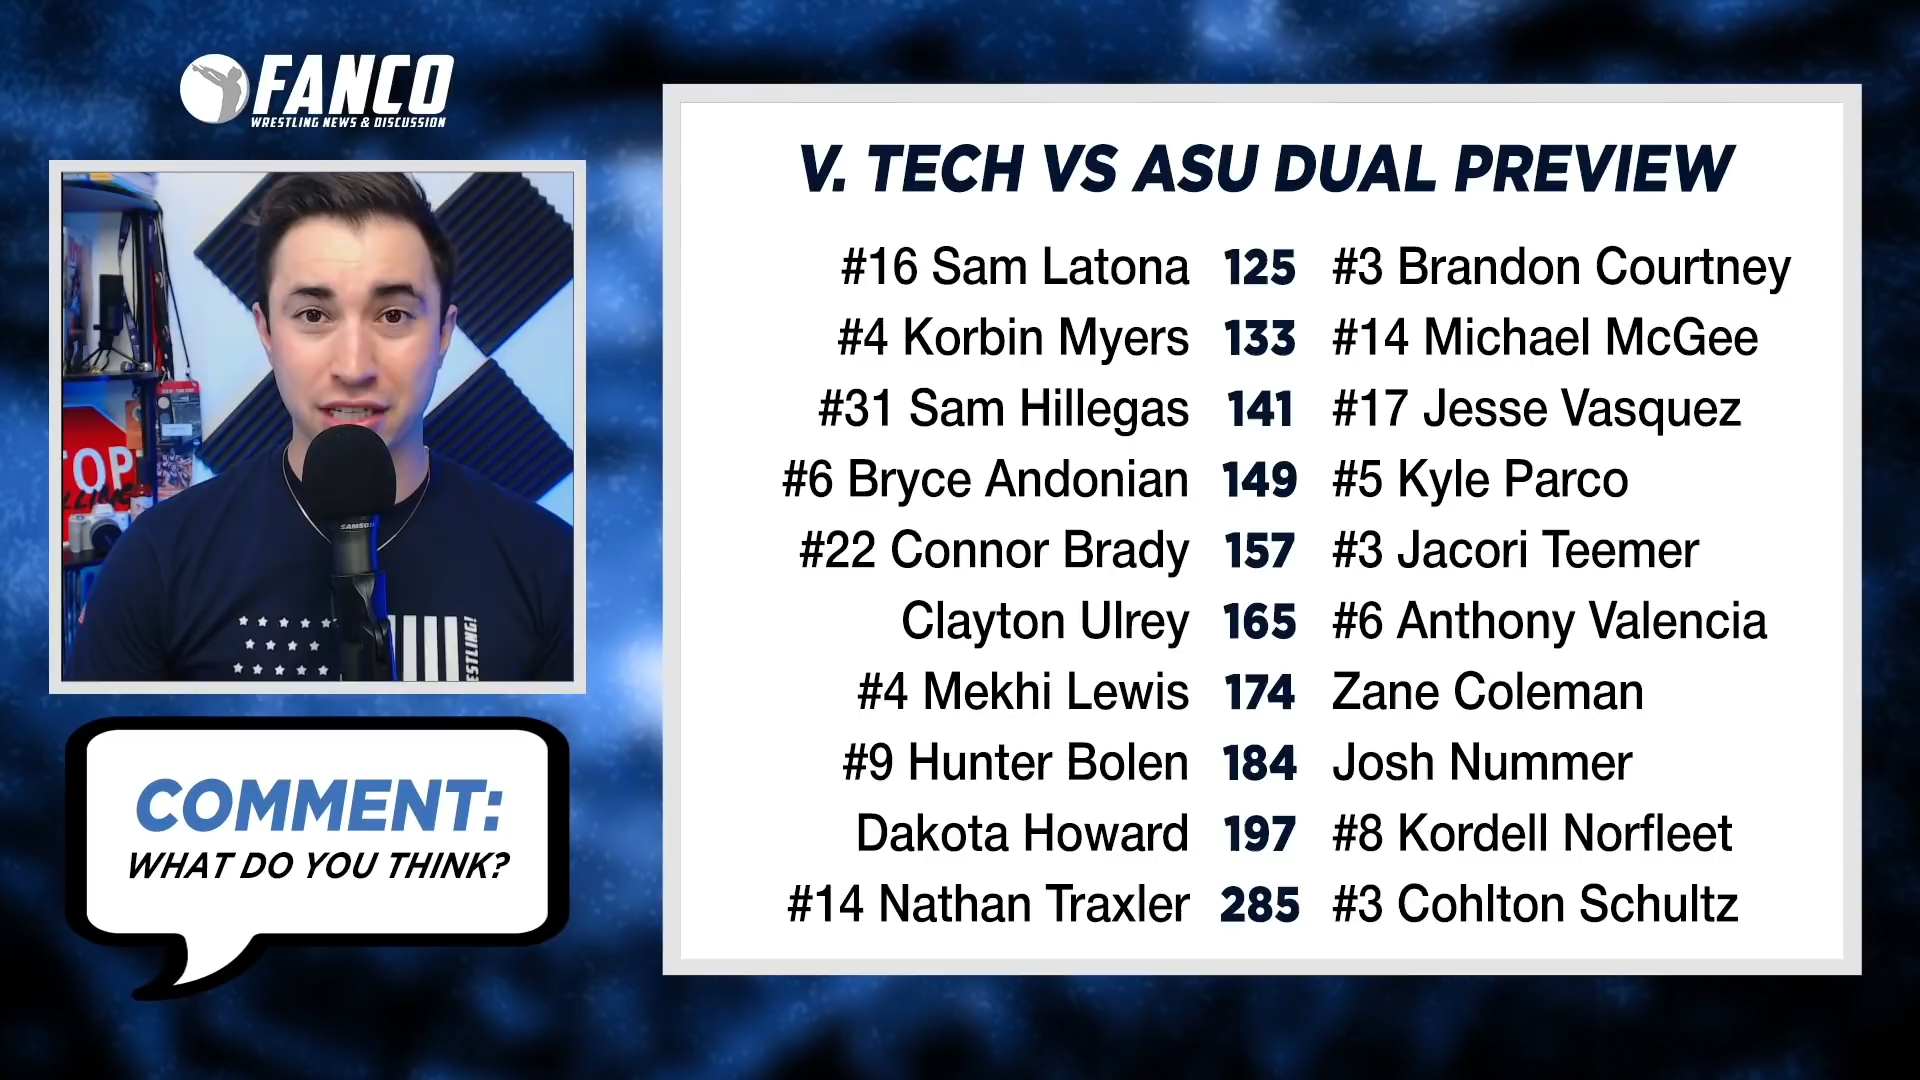 FANCO
WRESTLING NEWS & DISCUSSION
V. TECH VS ASU DUAL PREVIEW
#16 Sam Latona 125 #3 Brandon Courtney
#4 Korbin Myers 133 #14 Michael McGee
#31 Sam Hillegas 141 #17 Jesse Vasquez
#6 Bryce Andonian 149 #5 Kyle Parco
#22 Connor Brady 157 #3 Jacori Teemer
Clayton Ulrey 165 #6 Anthony Valencia
#4 Mekhi Lewis 174 Zane Coleman
#9 Hunter Bolen 184 Josh Nummer
Dakota Howard 197 #8 Kordell Norfleet
#14 Nathan Traxler 285 #3 Cohlton Schultz
TOP
SAMSON
ESTLING!
COMMENT:
WHAT DO YOU THINK?